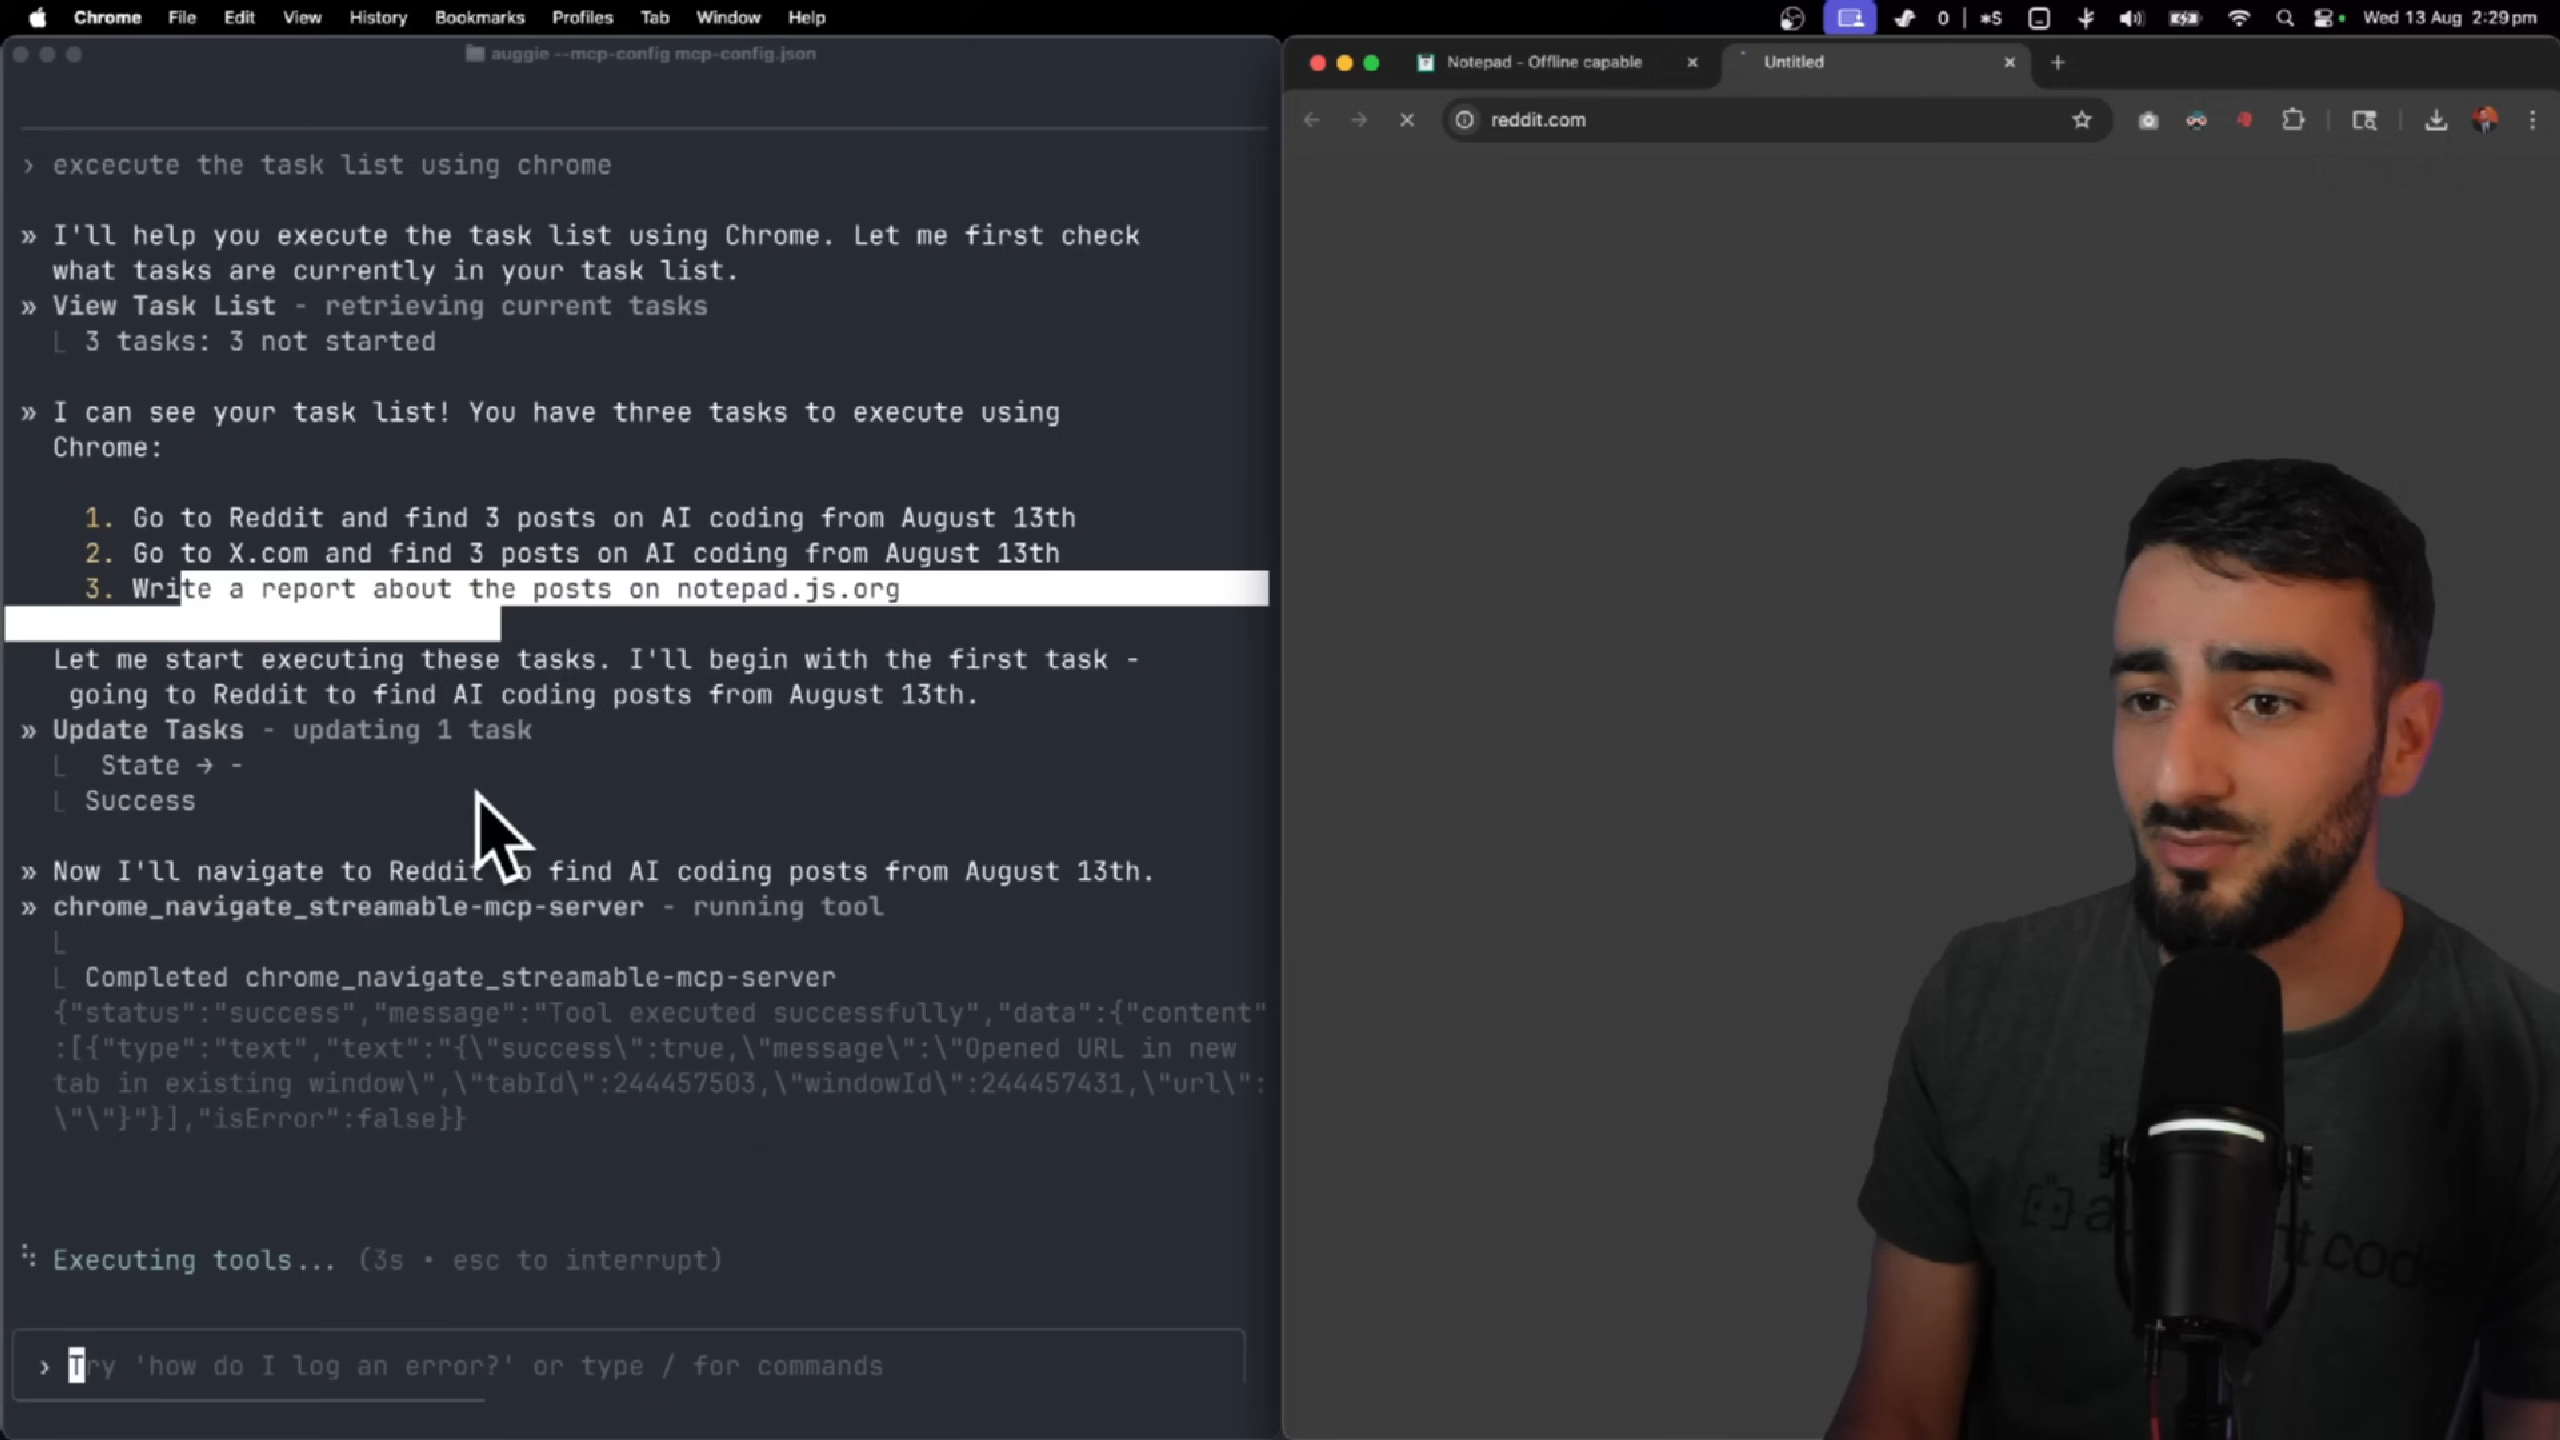 Chrome File Edit View History Bookmarks Profiles Tab Window Help 0 Wed 13 Aug 2:29pm
auggie --mcp-config mcp-config.json
Notepad - Offline capable
Untitled
reddit.com
› excecute the task list using chrome
» I'll help you execute the task list using Chrome. Let me first check
what tasks are currently in your task list.
» View Task List - retrieving current tasks
3 tasks: 3 not started
» I can see your task list! You have three tasks to execute using
Chrome:
1. Go to Reddit and find 3 posts on AI coding from August 13th
2. Go to X.com and find 3 posts on AI coding from August 13th
3. Write a report about the posts on notepad.js.org
Let me start executing these tasks. I'll begin with the first task -
going to Reddit to find AI coding posts from August 13th.
» Update Tasks - updating 1 task
State → -
Success
» Now I'll navigate to Reddit to find AI coding posts from August 13th.
» chrome_navigate_streamable-mcp-server - running tool
Completed chrome_navigate_streamable-mcp-server
{"status":"success","message":"Tool executed successfully","data":{"content"
:[{"type":"text","text":"{\"success\":true,\"message\":\"Opened URL in new
tab in existing window\",\"tabId\":244457503,\"windowId\":244457431,\"url\":
\"\"}"}],"isError":false}}
Executing tools... (3s • esc to interrupt)
› Try 'how do I log an error?' or type / for commands